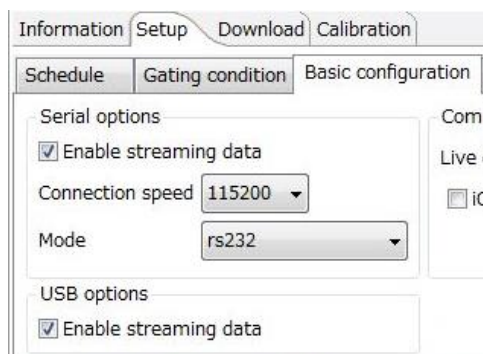 Information Setup Download Calibration
Schedule Gating condition Basic configuration
Serial options
Enable streaming data
Connection speed 115200
Mode rs232
USB options
Enable streaming data
Com
Live